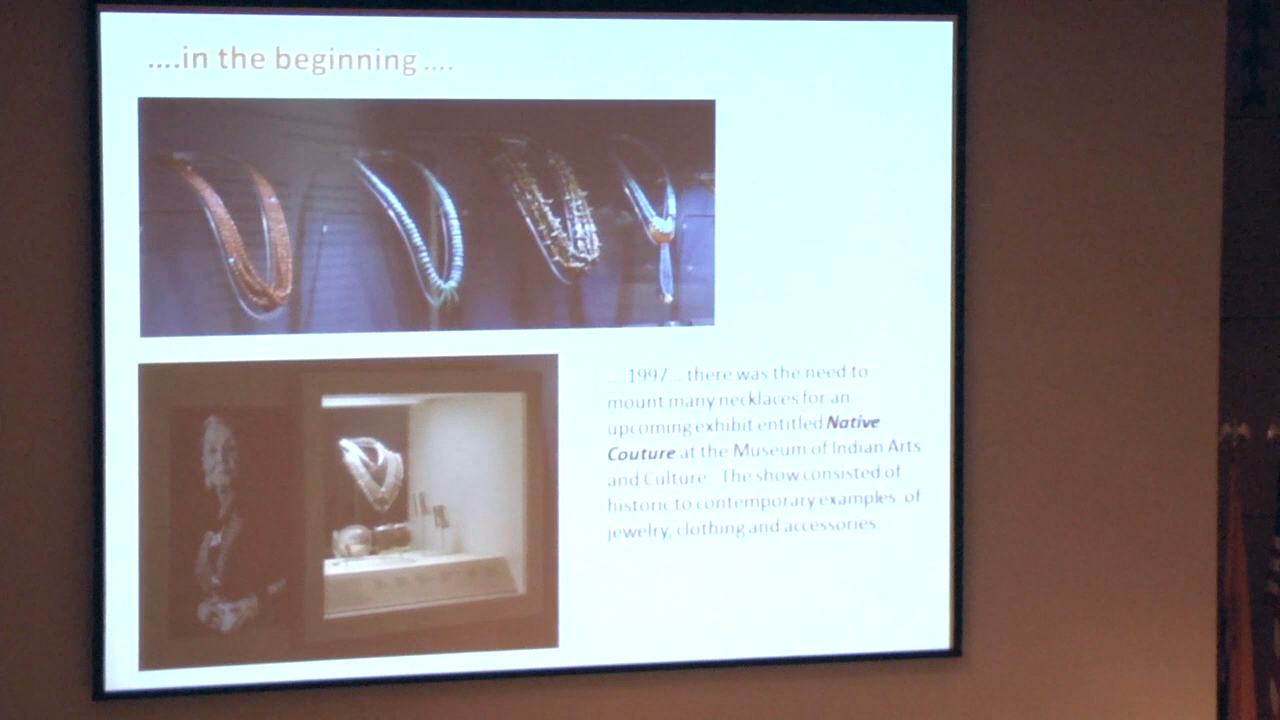 ....in the beginning ....
....1997... there was the need to
mount many necklaces for an
upcoming exhibit entitled Native
Couture at the Museum of Indian Arts
and Culture. The show consisted of
historic to contemporary examples of
jewelry, clothing and accessories.